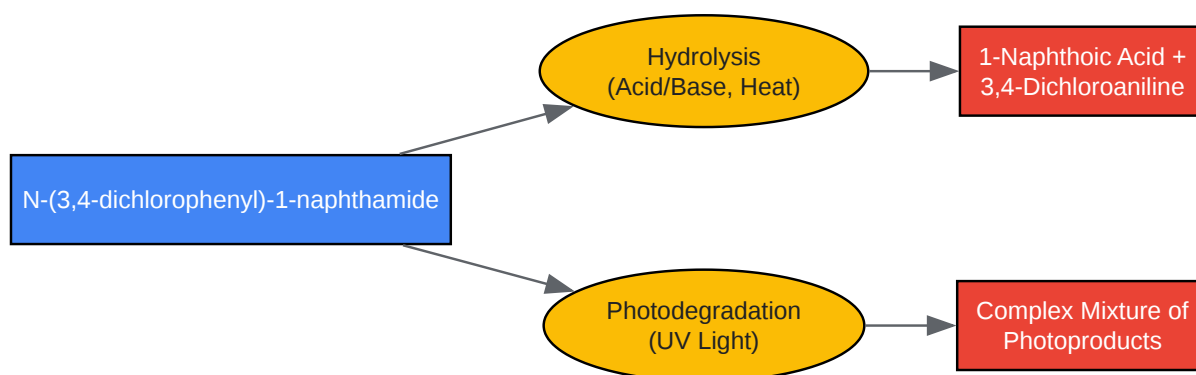 Hydrolysis
(Acid/Base, Heat)
1-Naphthoic Acid +
3,4-Dichloroaniline
N-(3,4-dichlorophenyl)-1-naphthamide
Photodegradation
(UV Light)
Complex Mixture of
Photoproducts